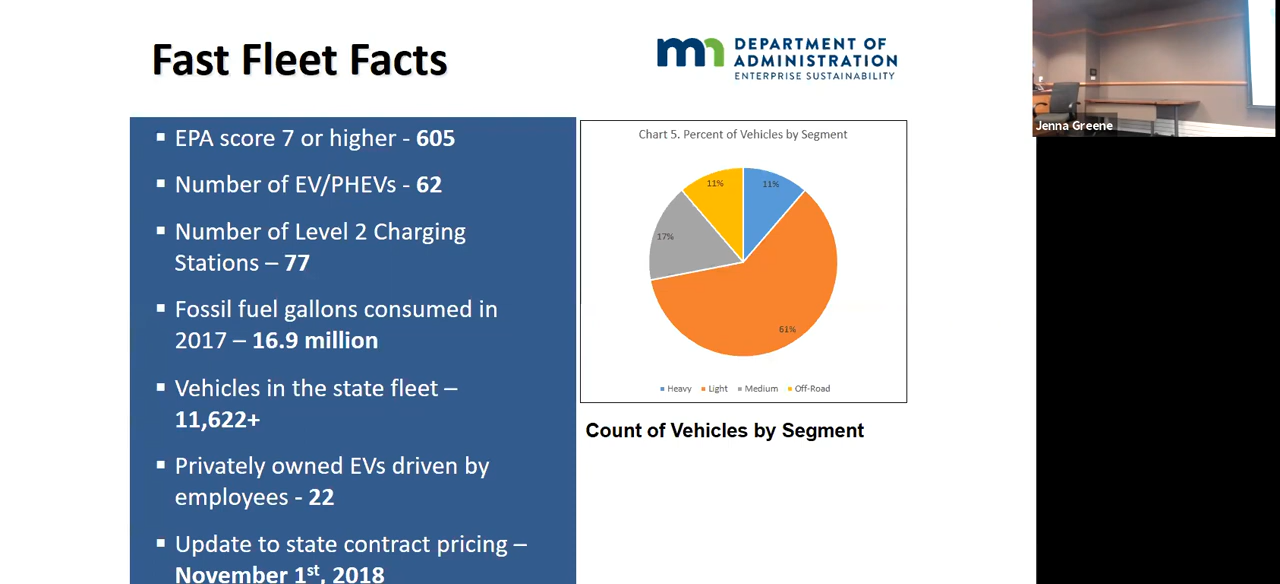 Fast Fleet Facts
mn DEPARTMENT OF
ADMINISTRATION
ENTERPRISE SUSTAINABILITY
▪ EPA score 7 or higher - 605
▪ Number of EV/PHEVs - 62
▪ Number of Level 2 Charging
Stations – 77
▪ Fossil fuel gallons consumed in
2017 – 16.9 million
▪ Vehicles in the state fleet –
11,622+
▪ Privately owned EVs driven by
employees - 22
▪ Update to state contract pricing –
November 1st, 2018
Chart 5. Percent of Vehicles by Segment
11%
11%
17%
61%
Heavy Light Medium Off-Road
Count of Vehicles by Segment
Jenna Greene